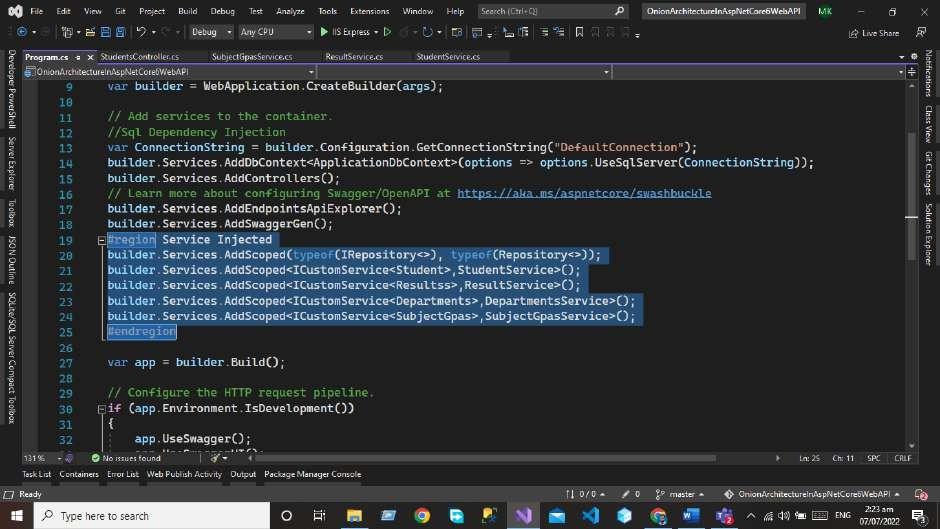 File Edit View Git Project Build Debug Test Analyze Tools Extensions Window Help Search (Ctrl+Q) OnionArchitectureInAspNetCore6WebAPI MK
Debug Any CPU IIS Express Live Share
Program.cs StudentsController.cs SubjectGpasService.cs ResultService.cs StudentService.cs
OnionArchitectureInAspNetCore6WebAPI
Developer PowerShell
Server Explorer
Toolbox
JSON Outline
SQLite/SQL Server Compact Toolbox
9 var builder = WebApplication.CreateBuilder(args);
10
11 // Add services to the container.
12 //Sql Dependency Injection
13 var ConnectionString = builder.Configuration.GetConnectionString("DefaultConnection");
14 builder.Services.AddDbContext<ApplicationDbContext>(options => options.UseSqlServer(ConnectionString));
15 builder.Services.AddControllers();
16 // Learn more about configuring Swagger/OpenAPI at https://aka.ms/aspnetcore/swashbuckle
17 builder.Services.AddEndpointsApiExplorer();
18 builder.Services.AddSwaggerGen();
19 #region Service Injected
20 builder.Services.AddScoped(typeof(IRepository<>), typeof(Repository<>));
21 builder.Services.AddScoped<ICustomService<Student>,StudentService>();
22 builder.Services.AddScoped<ICustomService<Resultss>,ResultService>();
23 builder.Services.AddScoped<ICustomService<Departments>,DepartmentsService>();
24 builder.Services.AddScoped<ICustomService<SubjectGpas>,SubjectGpasService>();
25 #endregion
26
27 var app = builder.Build();
28
29 // Configure the HTTP request pipeline.
30 if (app.Environment.IsDevelopment())
31 {
32 app.UseSwagger();
Notifications
Class View
Git Changes
Solution Explorer
131 % No issues found Ln: 25 Ch: 11 SPC CRLF
Task List Containers Error List Web Publish Activity Output Package Manager Console
Ready 0 / 0 0 master OnionArchitectureInAspNetCore6WebAPI 2
Type here to search 2 ENG 2:23 am 07/07/2022 3